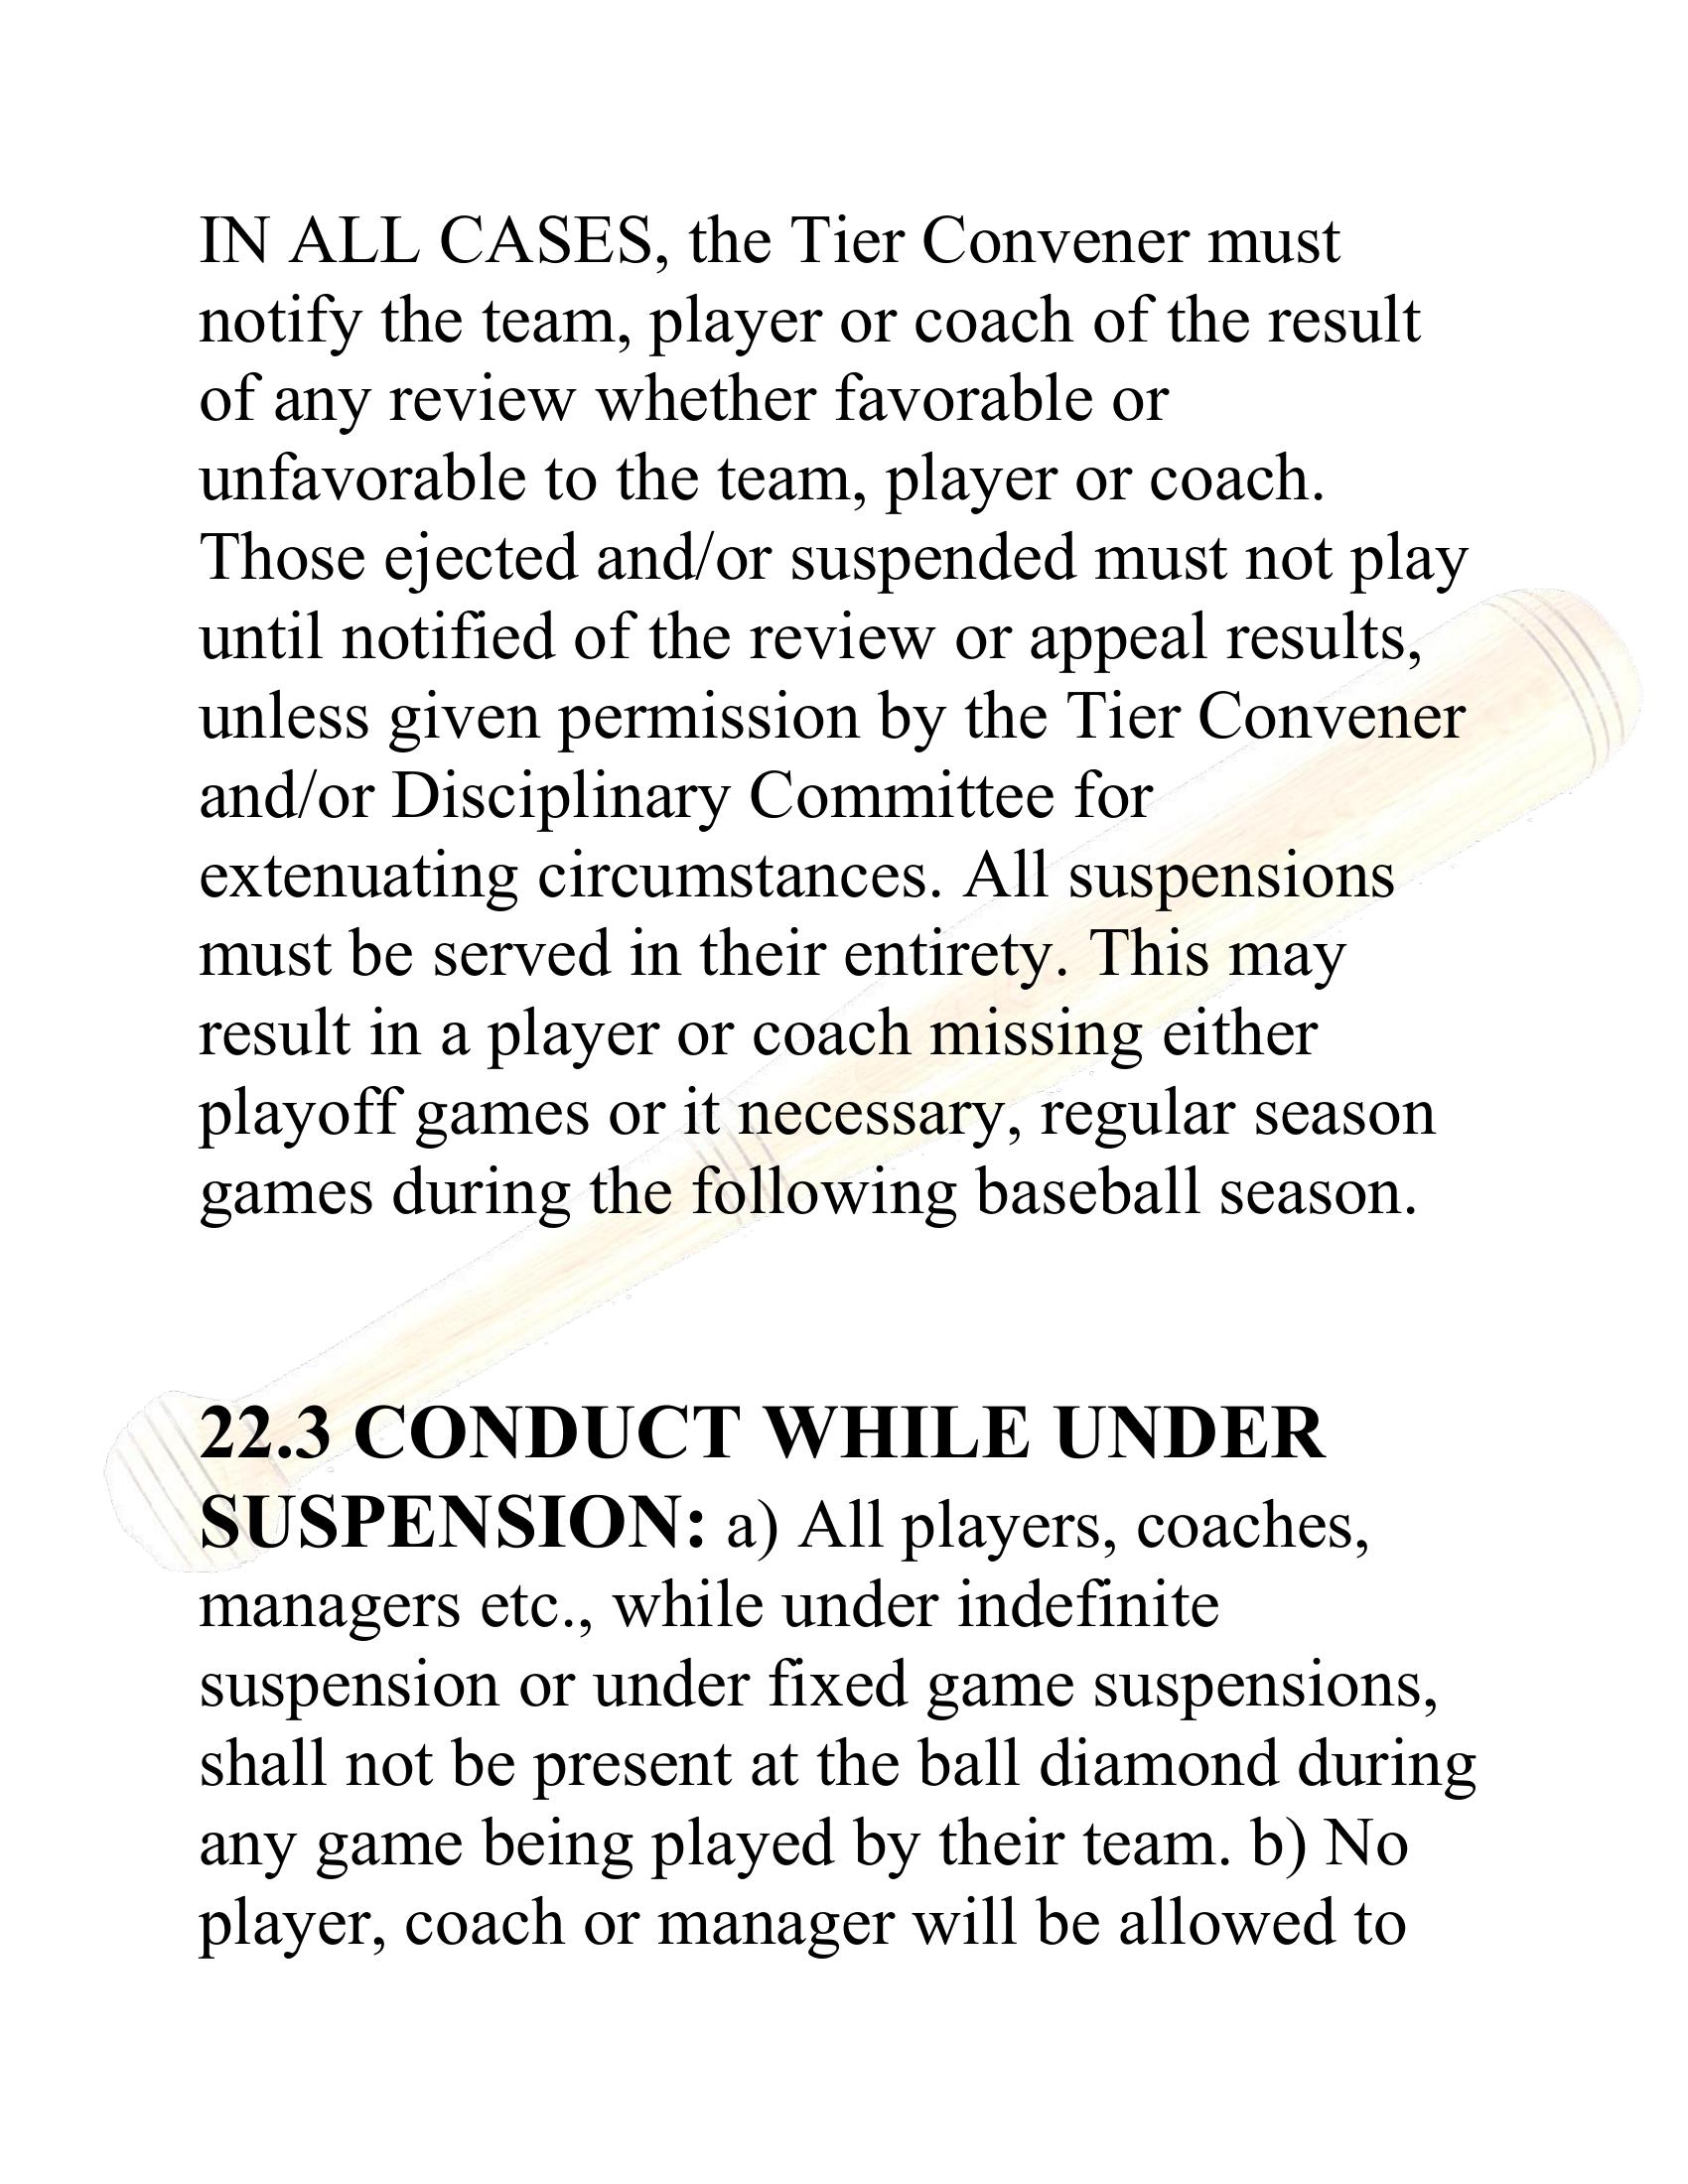 IN ALL CASES, the Tier Convener must
notify the team, player or coach of the result
of any review whether favorable or
unfavorable to the team, player or coach.
Those ejected and/or suspended must not play
until notified of the review or appeal results,
unless given permission by the Tier Convener
and/or Disciplinary Committee for
extenuating circumstances. All suspensions
must be served in their entirety. This may
result in a player or coach missing either
playoff games or it necessary, regular season
games during the following baseball season.
22.3 CONDUCT WHILE UNDER
SUSPENSION: a) All players, coaches,
managers etc., while under indefinite
suspension or under fixed game suspensions,
shall not be present at the ball diamond during
any game being played by their team. b) No
player, coach or manager will be allowed to